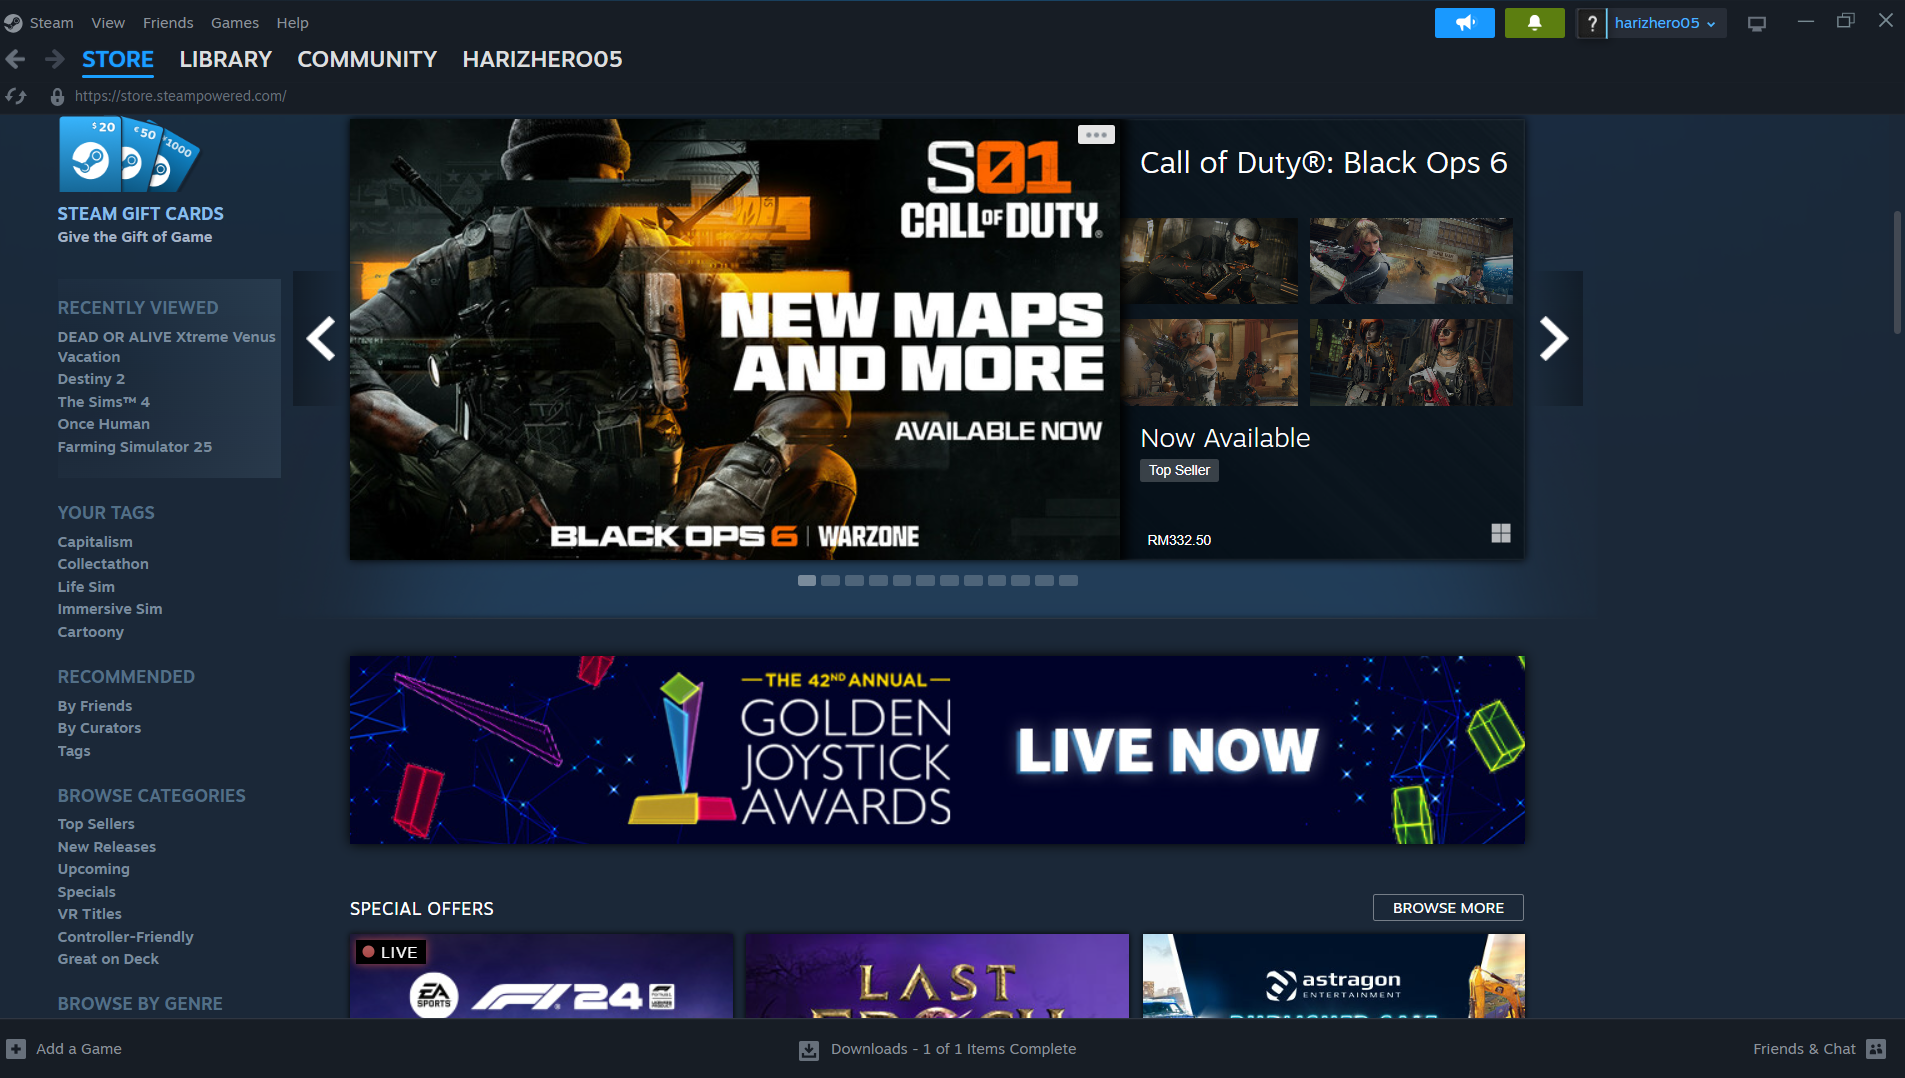 Steam View Friends Games Help
? harizhero05
STORE LIBRARY COMMUNITY HARIZHERO05
https://store.steampowered.com/
$20 €50 ¥1000
STEAM GIFT CARDS
Give the Gift of Game
RECENTLY VIEWED
DEAD OR ALIVE Xtreme Venus
Vacation
Destiny 2
The Sims™ 4
Once Human
Farming Simulator 25
YOUR TAGS
Capitalism
Collectathon
Life Sim
Immersive Sim
Cartoony
RECOMMENDED
By Friends
By Curators
Tags
BROWSE CATEGORIES
Top Sellers
New Releases
Upcoming
Specials
VR Titles
Controller-Friendly
Great on Deck
BROWSE BY GENRE
S01
CALL OF DUTY®
NEW MAPS
AND MORE
AVAILABLE NOW
BLACK OPS 6 | WARZONE
Call of Duty®: Black Ops 6
Now Available
Top Seller
RM332.50
THE 42ND ANNUAL
GOLDEN
JOYSTICK
AWARDS
LIVE NOW
SPECIAL OFFERS
BROWSE MORE
LIVE
EA
SPORTS
F1 24
LAST
EPOCH
astragon
ENTERTAINMENT
Add a Game
Downloads - 1 of 1 Items Complete
Friends & Chat